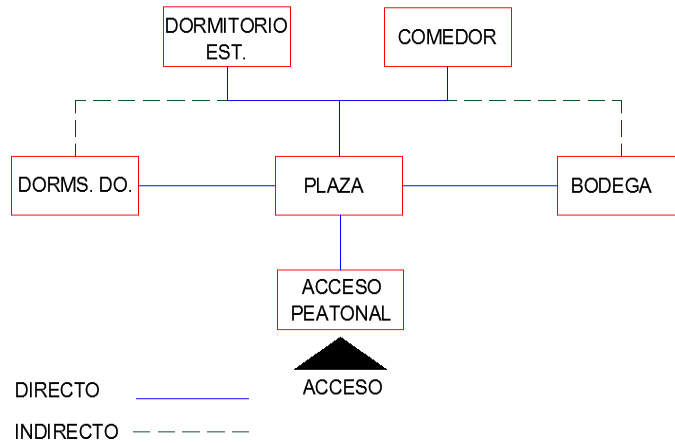 DORMITORIO
EST.
COMEDOR
DORMS. DO.
PLAZA
BODEGA
ACCESO
PEATONAL
ACCESO
DIRECTO
INDIRECTO